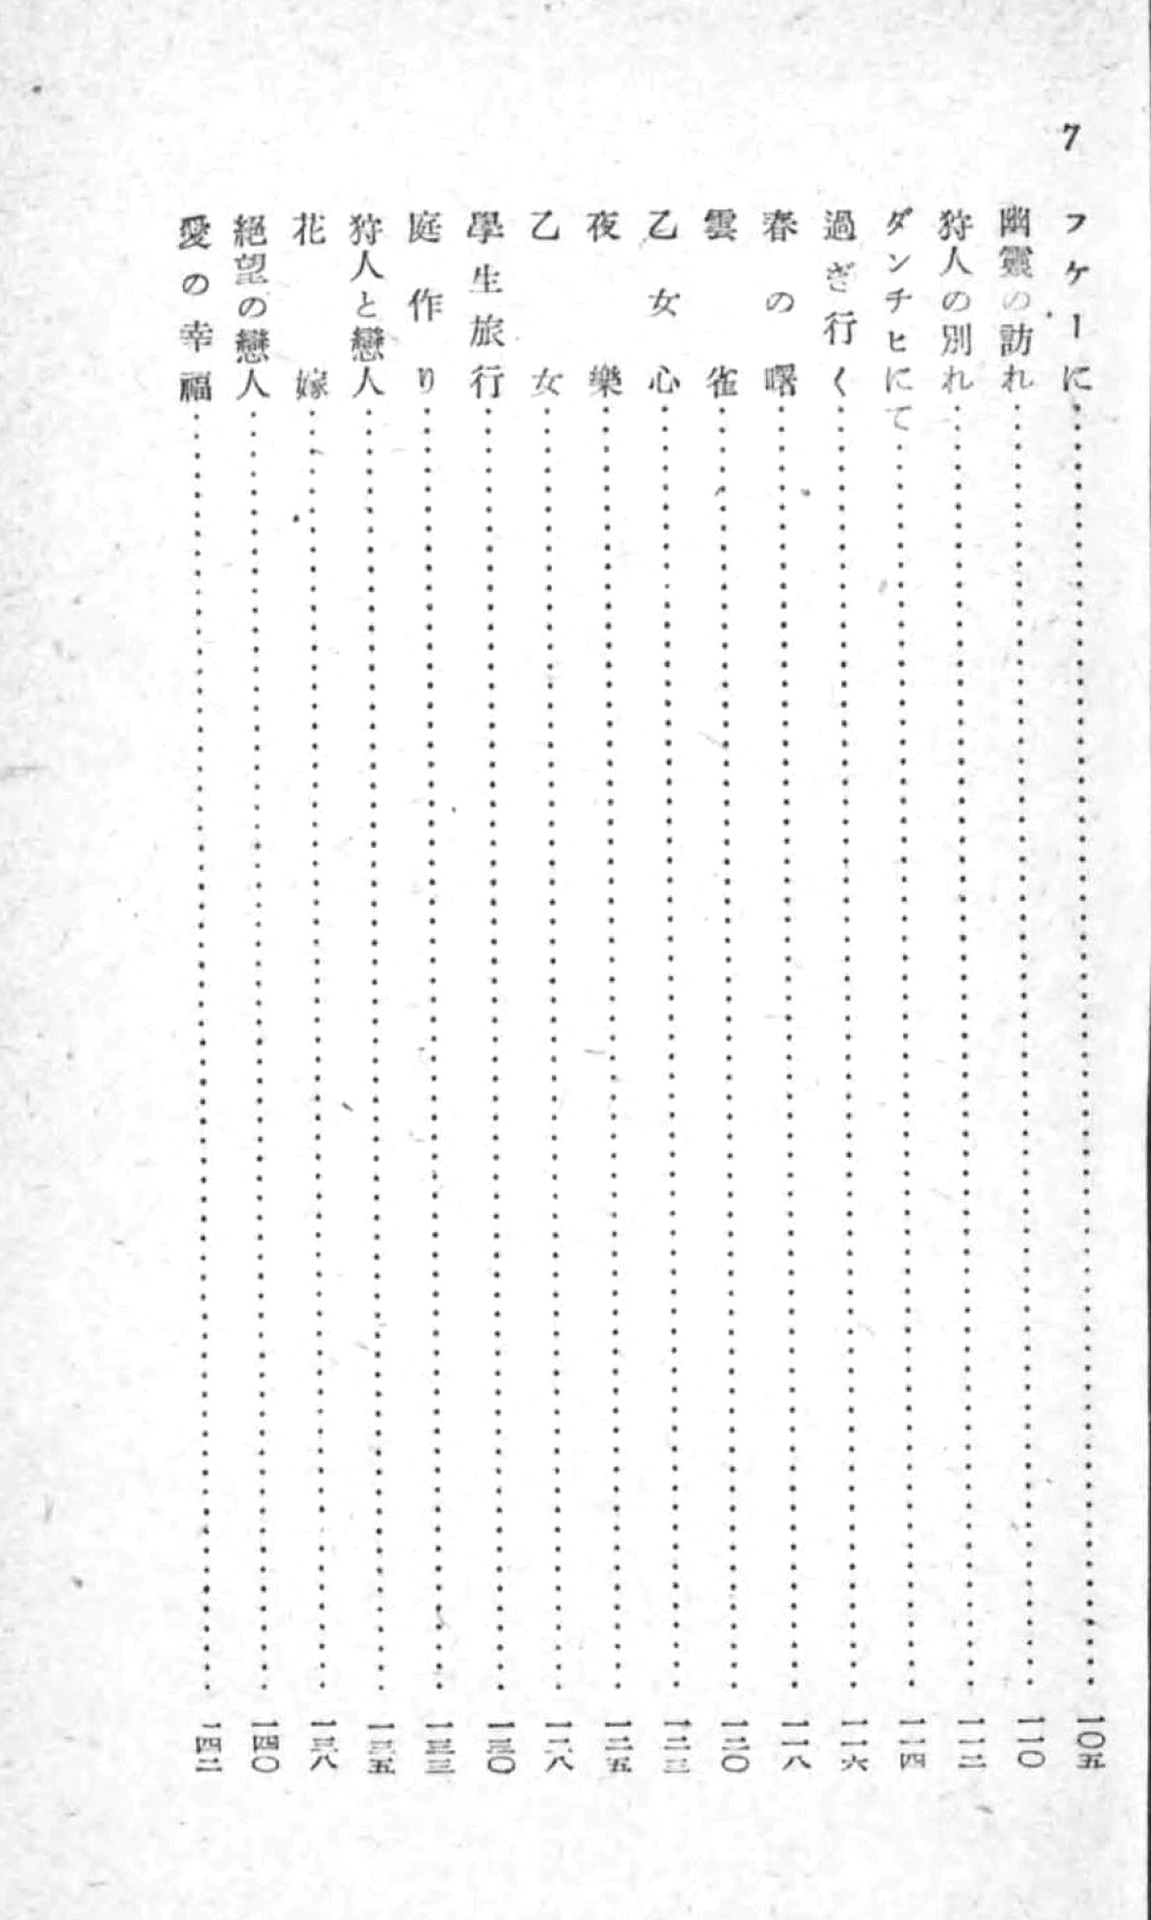 7
フケーに……一〇五
幽靈の訪れ……一一〇
狩人の別れ……一一二
ダンチヒにて……一一四
過ぎ行く……一一六
春の曙……一一八
雲雀……一二〇
乙女心……一二三
夜樂……一二五
乙女……一二八
學生旅行……一三〇
庭作り……一三三
狩人と戀人……一三五
花嫁……一三八
絕望の戀人……一四〇
愛の幸福……一四二